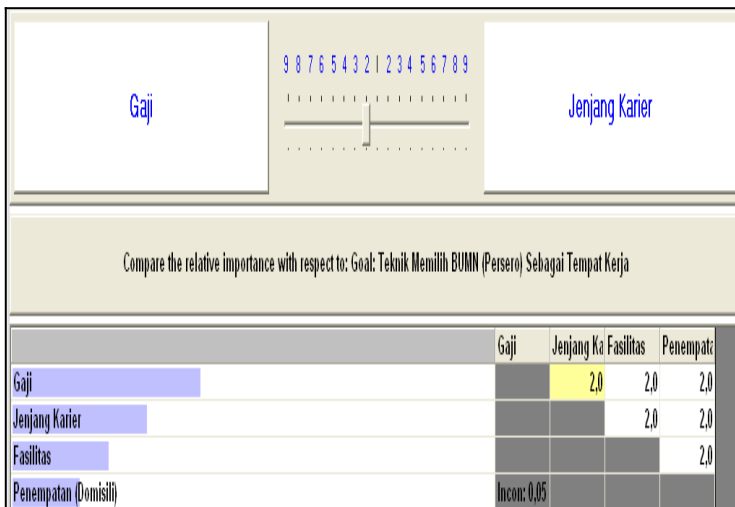 9 8 7 6 5 4 3 2 1 2 3 4 5 6 7 8 9
Gaji
Jenjang Karier
Compare the relative importance with respect to: Goal: Teknik Memilih BUMN (Persero) Sebagai Tempat Kerja
Gaji Jenjang Ka Fasilitas Penempata
Gaji 2,0 2,0 2,0
Jenjang Karier 2,0 2,0
Fasilitas 2,0
Penempatan (Domisili) Incon: 0,05